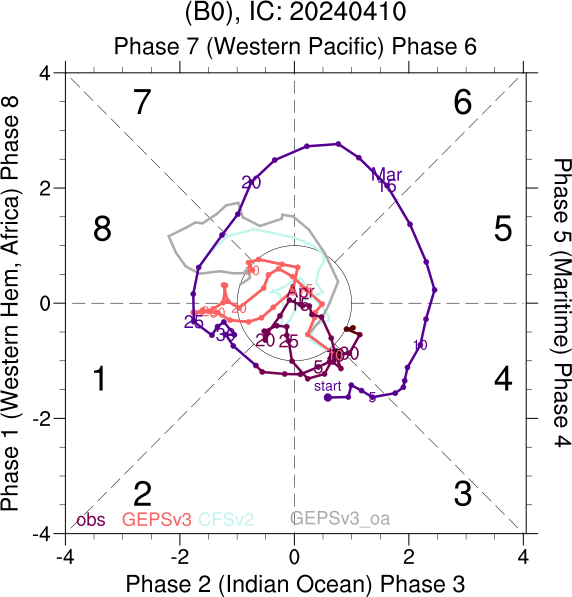 (B0), IC: 20240410
Phase 7 (Western Pacific) Phase 6
Phase 1 (Western Hem, Africa) Phase 8
Phase 5 (Maritime) Phase 4
4
2
0
-2
-4
7
6
8
5
1
4
2
3
20
Mar
15
10
5
start
25
Apr
15
20
25
5
obs
GEPSv3
CFSv2
GEPSv3_oa
-4
-2
0
2
4
Phase 2 (Indian Ocean) Phase 3